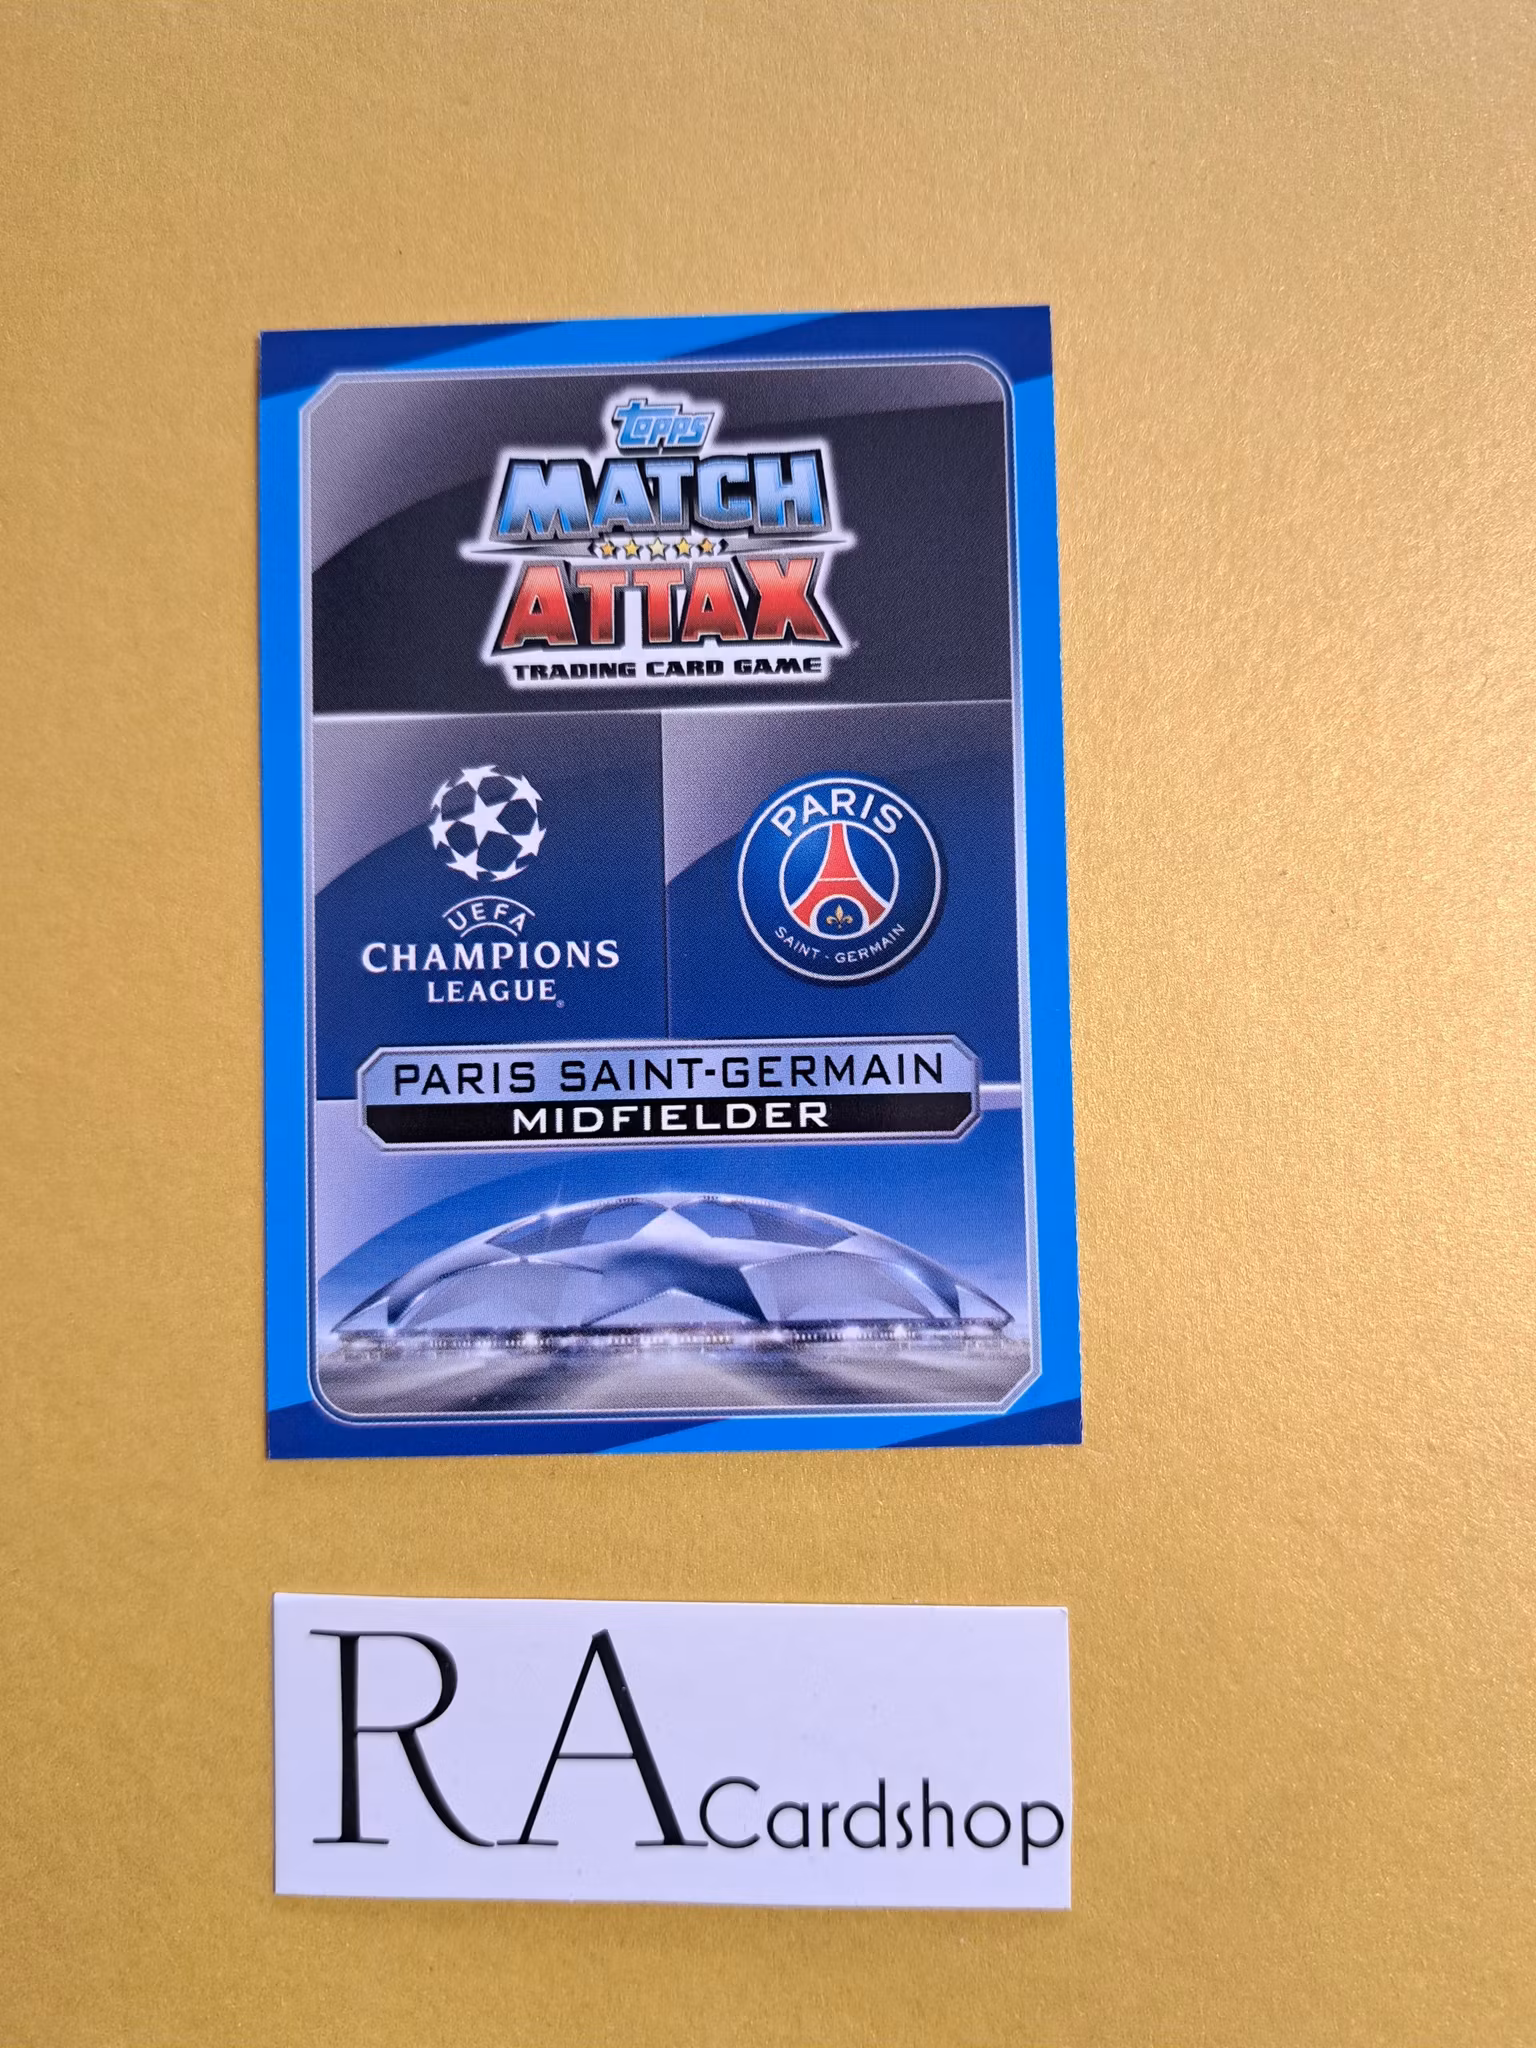 topps
MATCH
ATTAX
TRADING CARD GAME
UEFA
CHAMPIONS
LEAGUE®
PARIS
SAINT-GERMAIN
PARIS SAINT-GERMAIN
MIDFIELDER
RA Cardshop